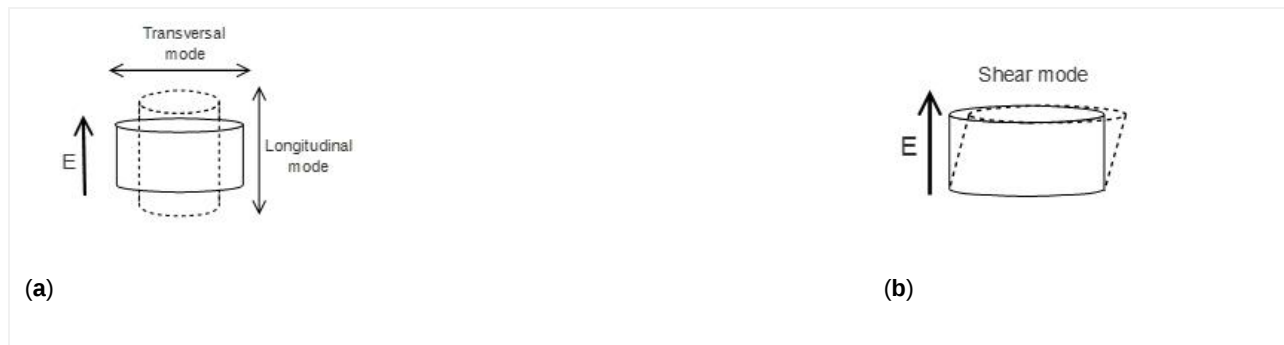 Transversal
mode
E
Longitudinal
mode
(a)
Shear mode
E
(b)